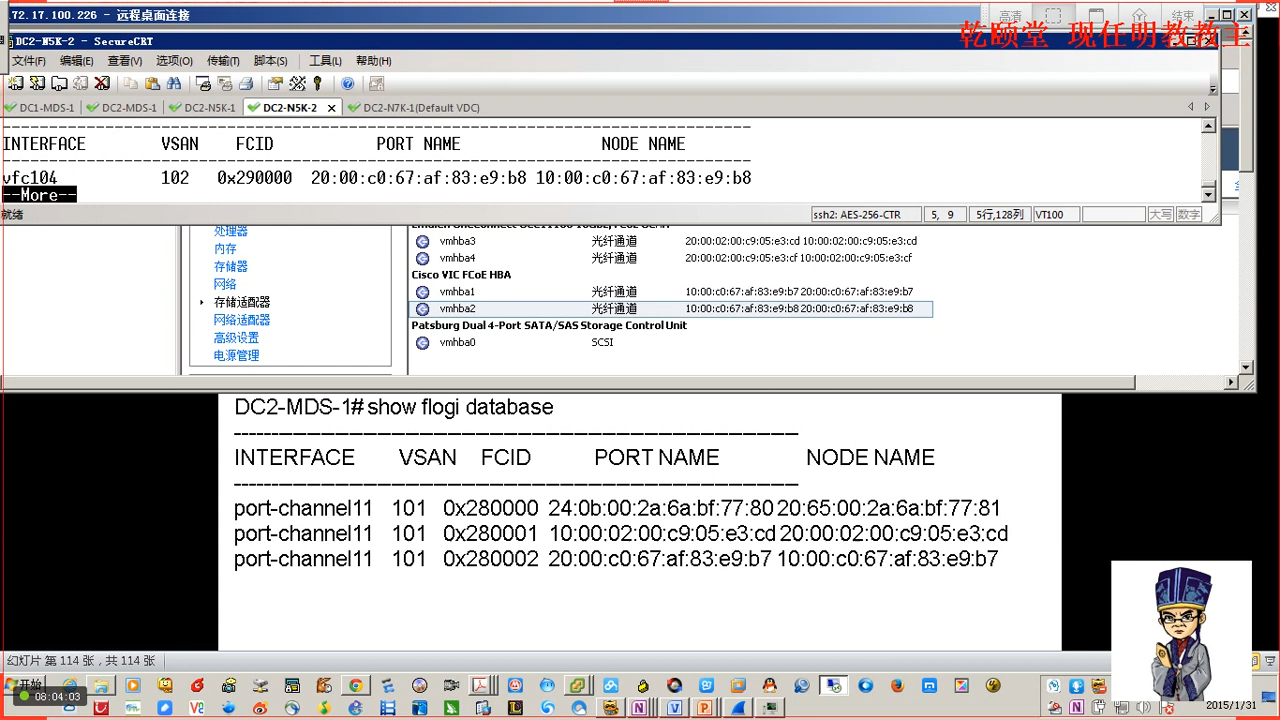 72.17.100.226 - 远程桌面连接
高清
结束
乾颐堂 现任明教教主
DC2-N5K-2 - SecureCRT
文件(F) 编辑(E) 查看(V) 选项(O) 传输(T) 脚本(S) 工具(L) 帮助(H)
DC1-MDS-1 DC2-MDS-1 DC2-N5K-1 DC2-N5K-2 DC2-N7K-1(Default VDC)
INTERFACE VSAN FCID PORT NAME NODE NAME
vfc104 102 0x290000 20:00:c0:67:af:83:e9:b8 10:00:c0:67:af:83:e9:b8
--More--
就绪 ssh2: AES-256-CTR 5, 9 5行,128列 VT100 大写 数字
处理器
内存
存储器
网络
存储适配器
网络适配器
高级设置
电源管理
vmhba3 光纤通道 20:00:02:00:c9:05:e3:cd 10:00:02:00:c9:05:e3:cd
vmhba4 光纤通道 20:00:02:00:c9:05:e3:cf 10:00:02:00:c9:05:e3:cf
Cisco VIC FCoE HBA
vmhba1 光纤通道 10:00:c0:67:af:83:e9:b7 20:00:c0:67:af:83:e9:b7
vmhba2 光纤通道 10:00:c0:67:af:83:e9:b8 20:00:c0:67:af:83:e9:b8
Patsburg Dual 4-Port SATA/SAS Storage Control Unit
vmhba0 SCSI
DC2-MDS-1# show flogi database
INTERFACE VSAN FCID PORT NAME NODE NAME
port-channel11 101 0x280000 24:0b:00:2a:6a:bf:77:80 20:65:00:2a:6a:bf:77:81
port-channel11 101 0x280001 10:00:02:00:c9:05:e3:cd 20:00:02:00:c9:05:e3:cd
port-channel11 101 0x280002 20:00:c0:67:af:83:e9:b7 10:00:c0:67:af:83:e9:b7
幻灯片 第 114 张，共 114 张
开始
08:04:03
2015/1/31